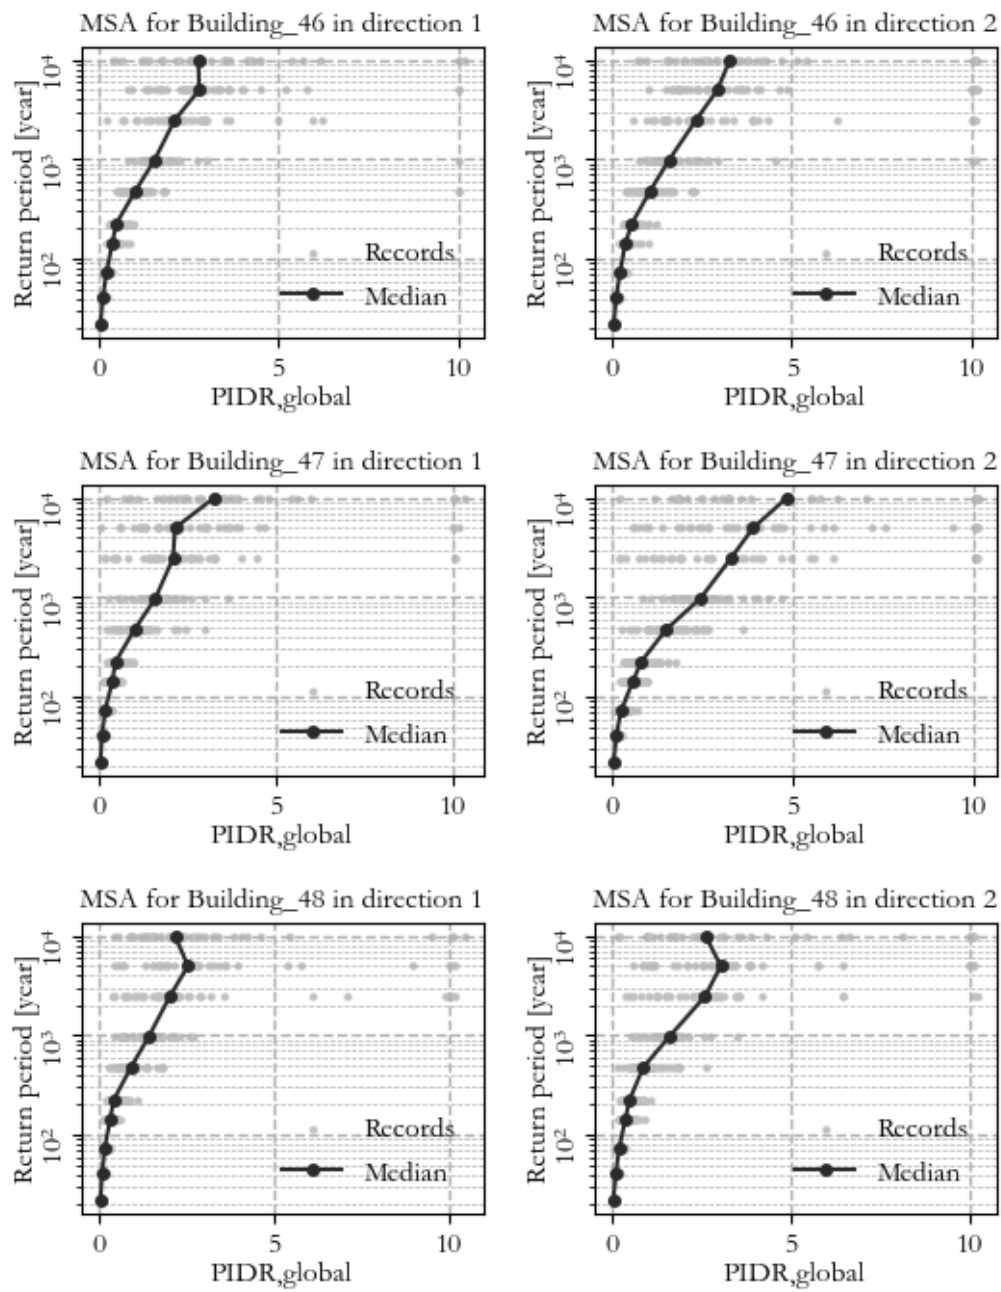 MSA for Building_46 in direction 1
Return period [year]
10⁴
10³
10²
Records
Median
0 5 10
PIDR,global
MSA for Building_46 in direction 2
Return period [year]
10⁴
10³
10²
Records
Median
0 5 10
PIDR,global
MSA for Building_47 in direction 1
Return period [year]
10⁴
10³
10²
Records
Median
0 5 10
PIDR,global
MSA for Building_47 in direction 2
Return period [year]
10⁴
10³
10²
Records
Median
0 5 10
PIDR,global
MSA for Building_48 in direction 1
Return period [year]
10⁴
10³
10²
Records
Median
0 5 10
PIDR,global
MSA for Building_48 in direction 2
Return period [year]
10⁴
10³
10²
Records
Median
0 5 10
PIDR,global